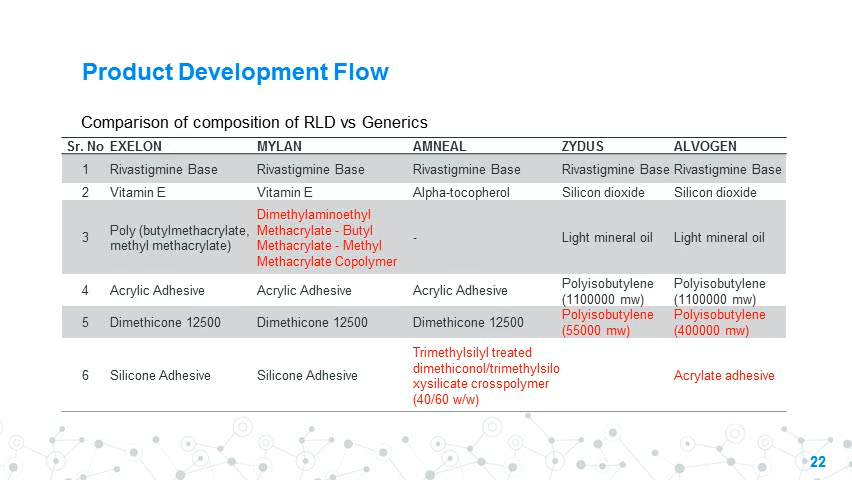 Product Development Flow
Comparison of composition of RLD vs Generics
Sr. No EXELON MYLAN AMNEAL ZYDUS ALVOGEN
1 Rivastigmine Base Rivastigmine Base Rivastigmine Base Rivastigmine Base Rivastigmine Base
2 Vitamin E Vitamin E Alpha-tocopherol Silicon dioxide Silicon dioxide
3 Poly (butylmethacrylate,
methyl methacrylate)
Dimethylaminoethyl
Methacrylate - Butyl
Methacrylate - Methyl
Methacrylate Copolymer
- Light mineral oil Light mineral oil
4 Acrylic Adhesive Acrylic Adhesive Acrylic Adhesive
Polyisobutylene
(1100000 mw)
Polyisobutylene
(1100000 mw)
5 Dimethicone 12500 Dimethicone 12500 Dimethicone 12500
Polyisobutylene
(55000 mw)
Polyisobutylene
(400000 mw)
6 Silicone Adhesive Silicone Adhesive
Trimethylsilyl treated
dimethiconol/trimethylsilo
xysilicate crosspolymer
(40/60 w/w)
Acrylate adhesive
22